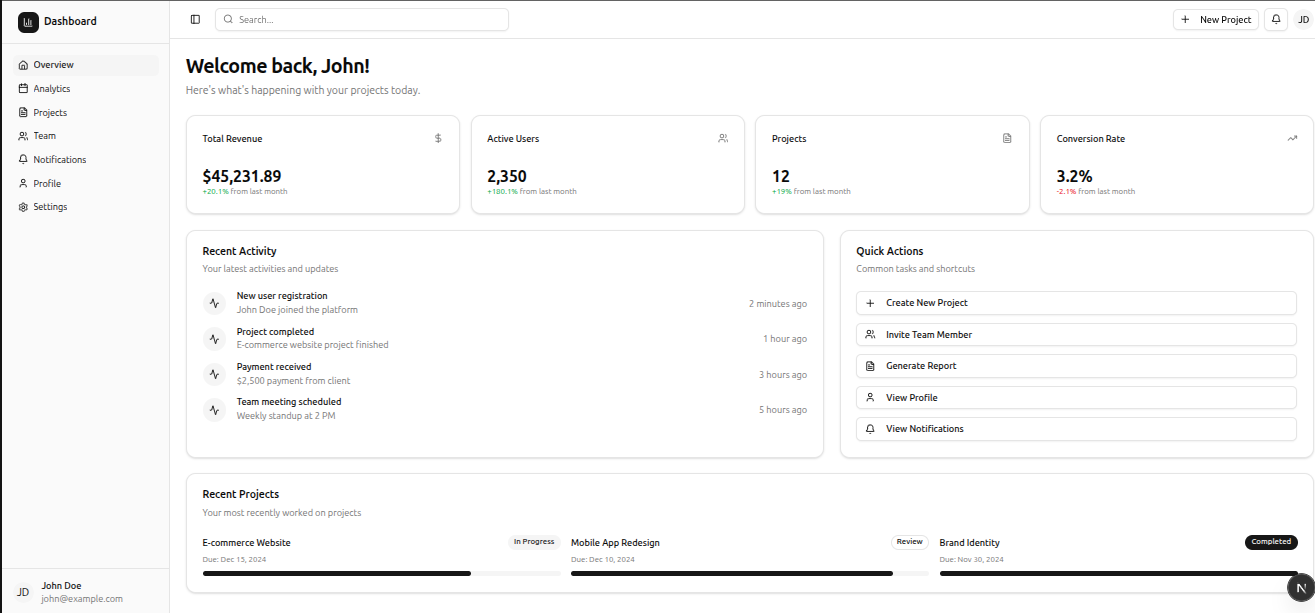 Dashboard
Search...
New Project
JD
Overview
Analytics
Projects
Team
Notifications
Profile
Settings
Welcome back, John!
Here's what's happening with your projects today.
Total Revenue
$
$45,231.89
+20.1% from last month
Active Users
2,350
+180.1% from last month
Projects
12
+19% from last month
Conversion Rate
3.2%
-2.1% from last month
Recent Activity
Your latest activities and updates
New user registration
John Doe joined the platform
2 minutes ago
Project completed
E-commerce website project finished
1 hour ago
Payment received
$2,500 payment from client
3 hours ago
Team meeting scheduled
Weekly standup at 2 PM
5 hours ago
Quick Actions
Common tasks and shortcuts
Create New Project
Invite Team Member
Generate Report
View Profile
View Notifications
Recent Projects
Your most recently worked on projects
E-commerce Website
In Progress
Due: Dec 15, 2024
Mobile App Redesign
Review
Due: Dec 10, 2024
Brand Identity
Completed
Due: Nov 30, 2024
JD
John Doe
john@example.com
N